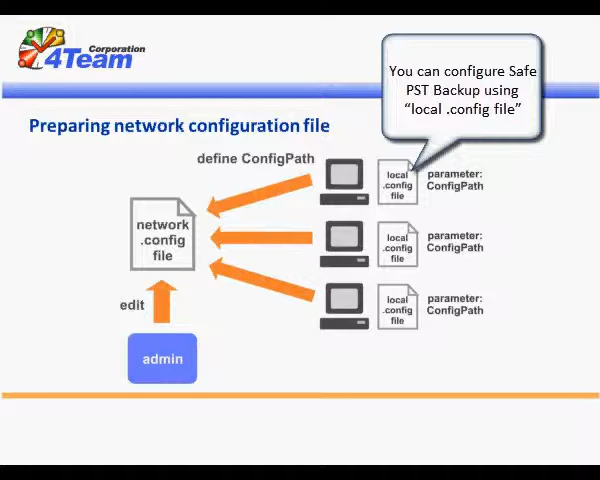 Corporation
4Team
You can configure Safe
PST Backup using
“local .config file”
Preparing network configuration file
define ConfigPath
local
.config
file
parameter:
ConfigPath
network
.config
file
local
.config
file
parameter:
ConfigPath
local
.config
file
parameter:
ConfigPath
edit
admin